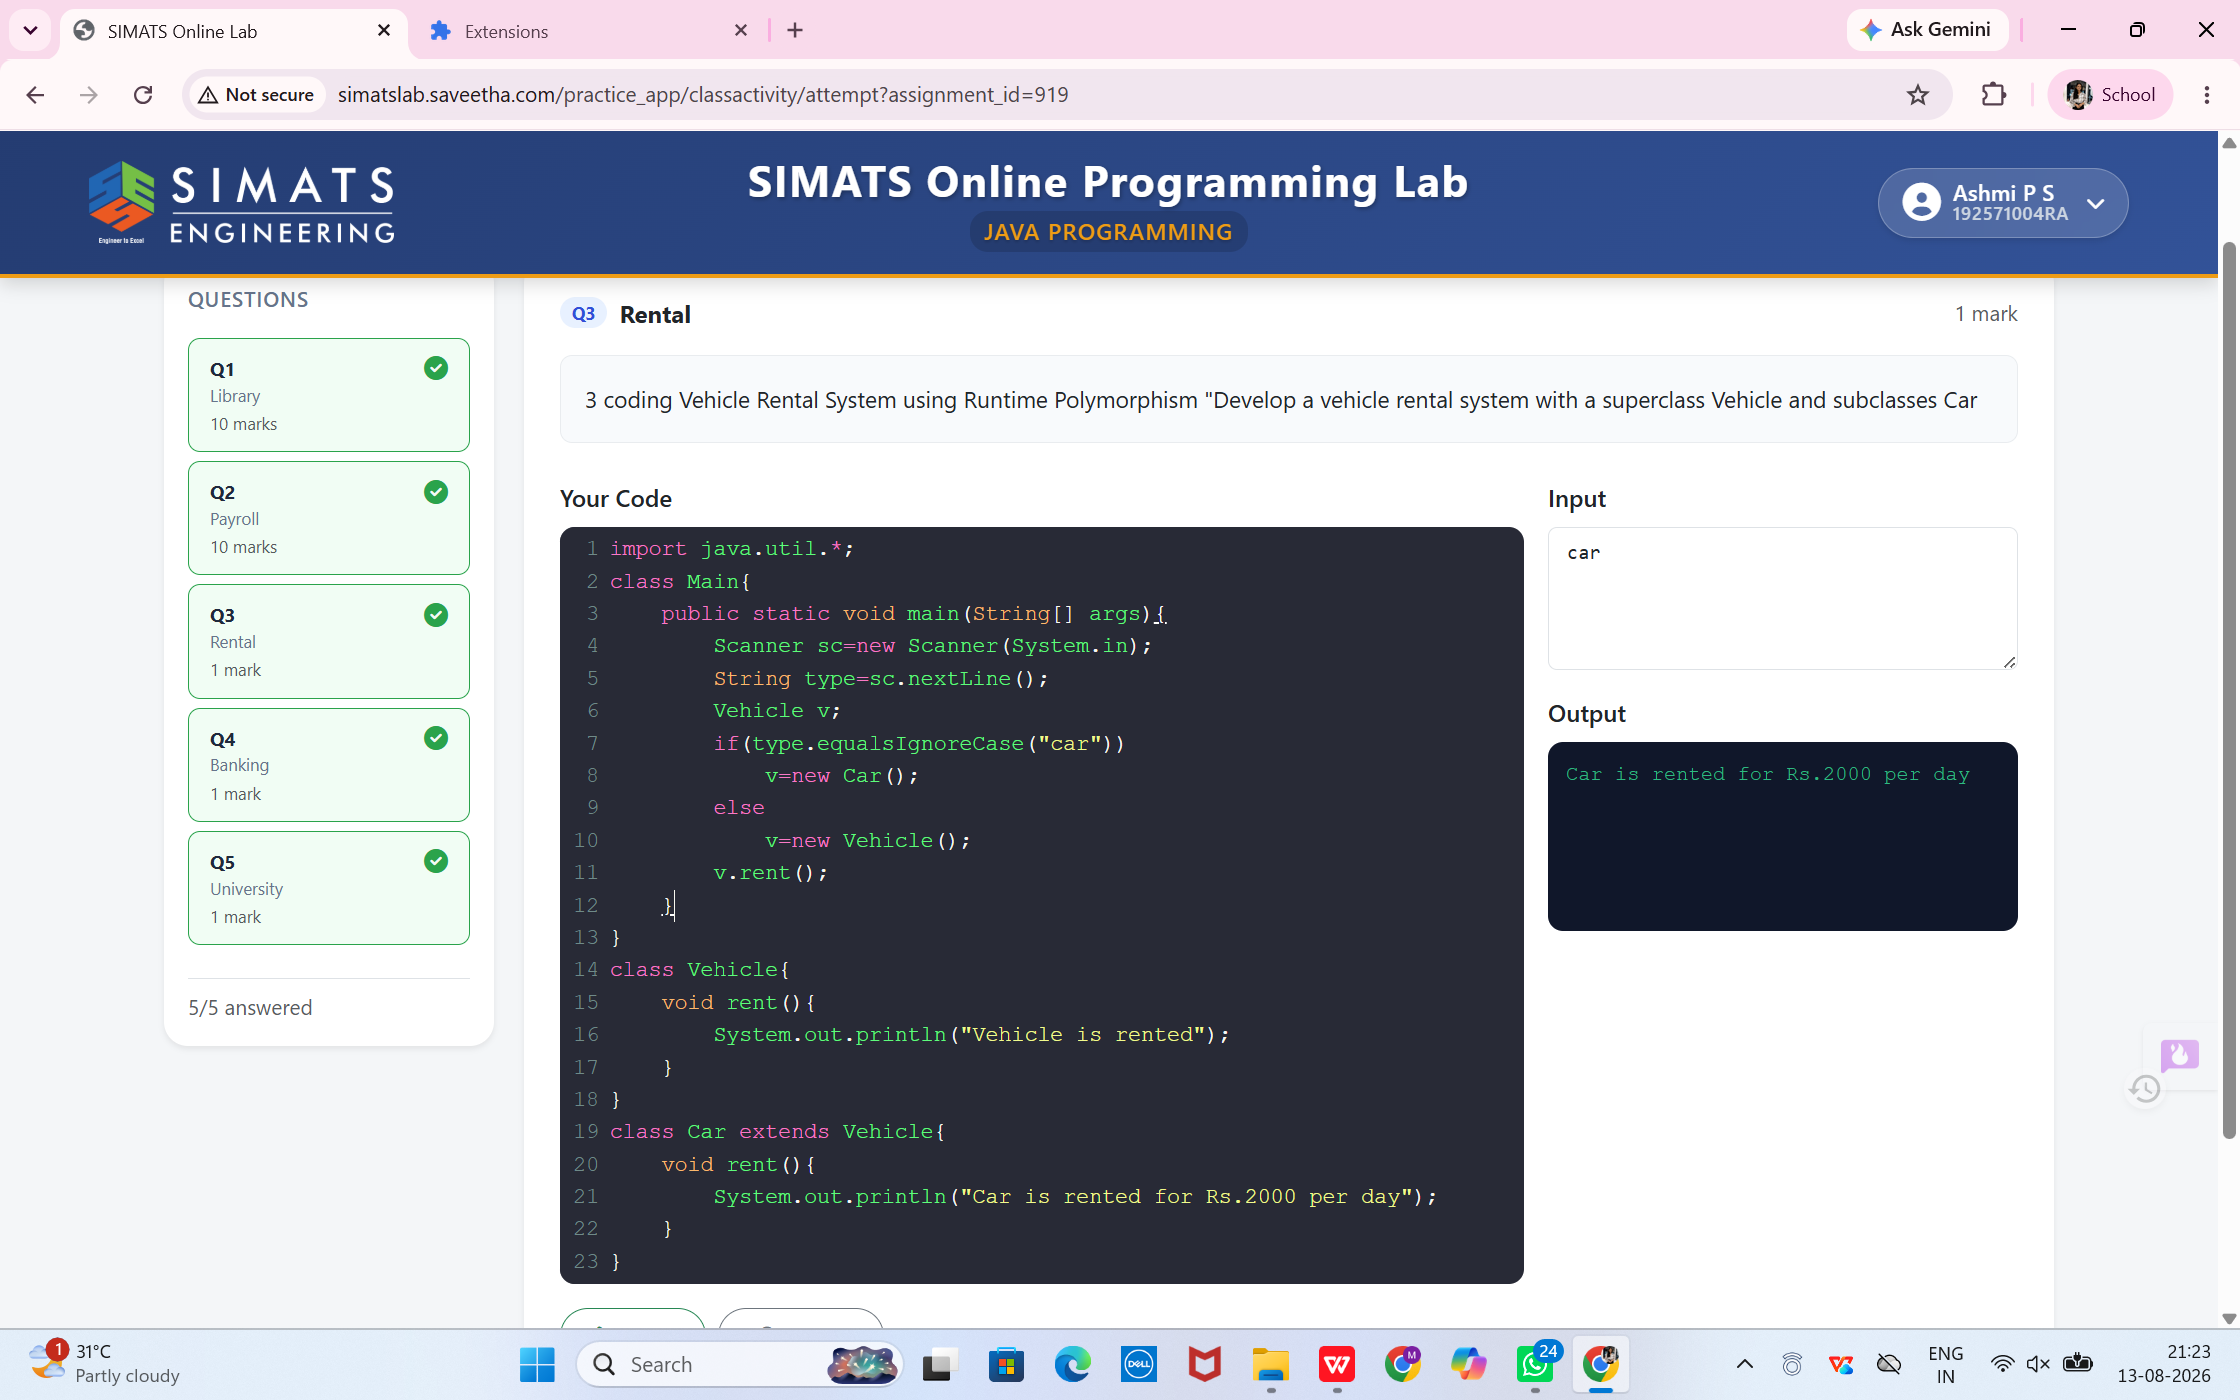 SIMATS Online Lab
Extensions
Ask Gemini
Not secure
simatslab.saveetha.com/practice_app/classactivity/attempt?assignment_id=919
School
SIMATS
ENGINEERING
Engineer to Excel
SIMATS Online Programming Lab
JAVA PROGRAMMING
Ashmi P S
192571004RA
QUESTIONS
Q1
Library
10 marks
Q2
Payroll
10 marks
Q3
Rental
1 mark
Q4
Banking
1 mark
Q5
University
1 mark
5/5 answered
Q3 Rental
1 mark
3 coding Vehicle Rental System using Runtime Polymorphism "Develop a vehicle rental system with a superclass Vehicle and subclasses Car
Your Code
1 import java.util.*;
2 class Main{
3     public static void main(String[] args){
4         Scanner sc=new Scanner(System.in);
5         String type=sc.nextLine();
6         Vehicle v;
7         if(type.equalsIgnoreCase("car"))
8             v=new Car();
9         else
10             v=new Vehicle();
11         v.rent();
12     }
13 }
14 class Vehicle{
15     void rent(){
16         System.out.println("Vehicle is rented");
17     }
18 }
19 class Car extends Vehicle{
20     void rent(){
21         System.out.println("Car is rented for Rs.2000 per day");
22     }
23 }
Input
car
Output
Car is rented for Rs.2000 per day
1
31°C
Partly cloudy
Search
DELL
M
24
ENG
IN
21:23
13-08-2026